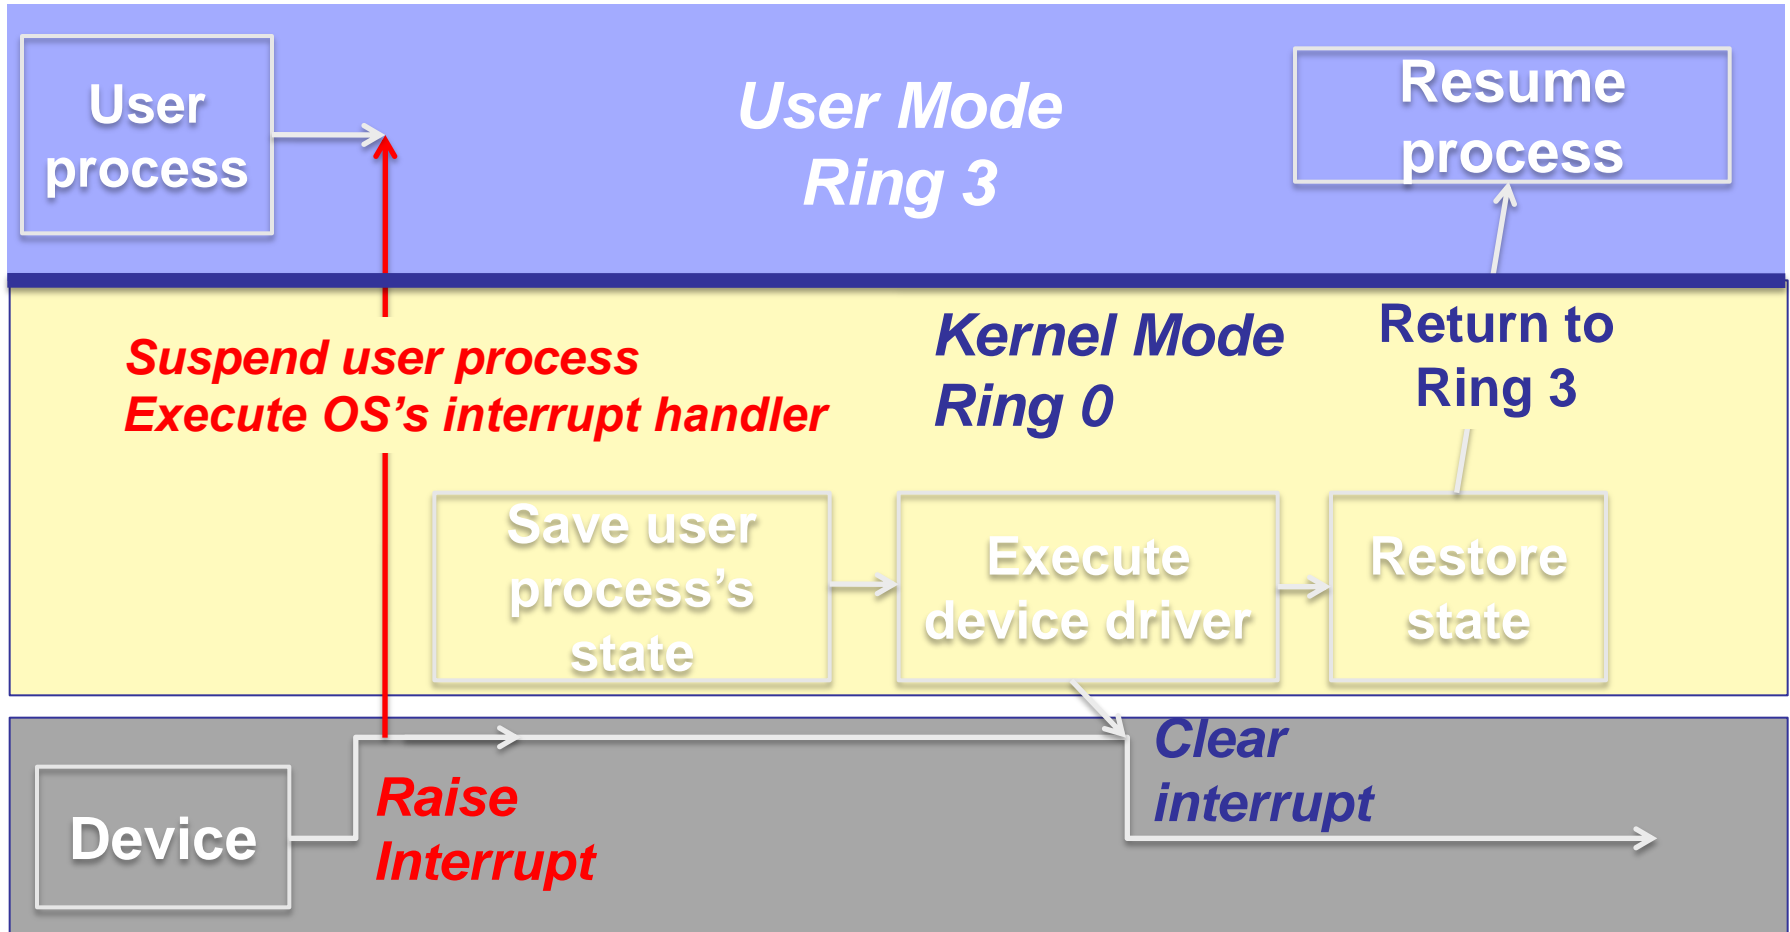 User
process
User Mode
Ring 3
Resume
process
Suspend user process
Execute OS’s interrupt handler
Kernel Mode
Ring 0
Return to
Ring 3
Save user
process’s
state
Execute
device driver
Restore
state
Device
Raise
Interrupt
Clear
interrupt